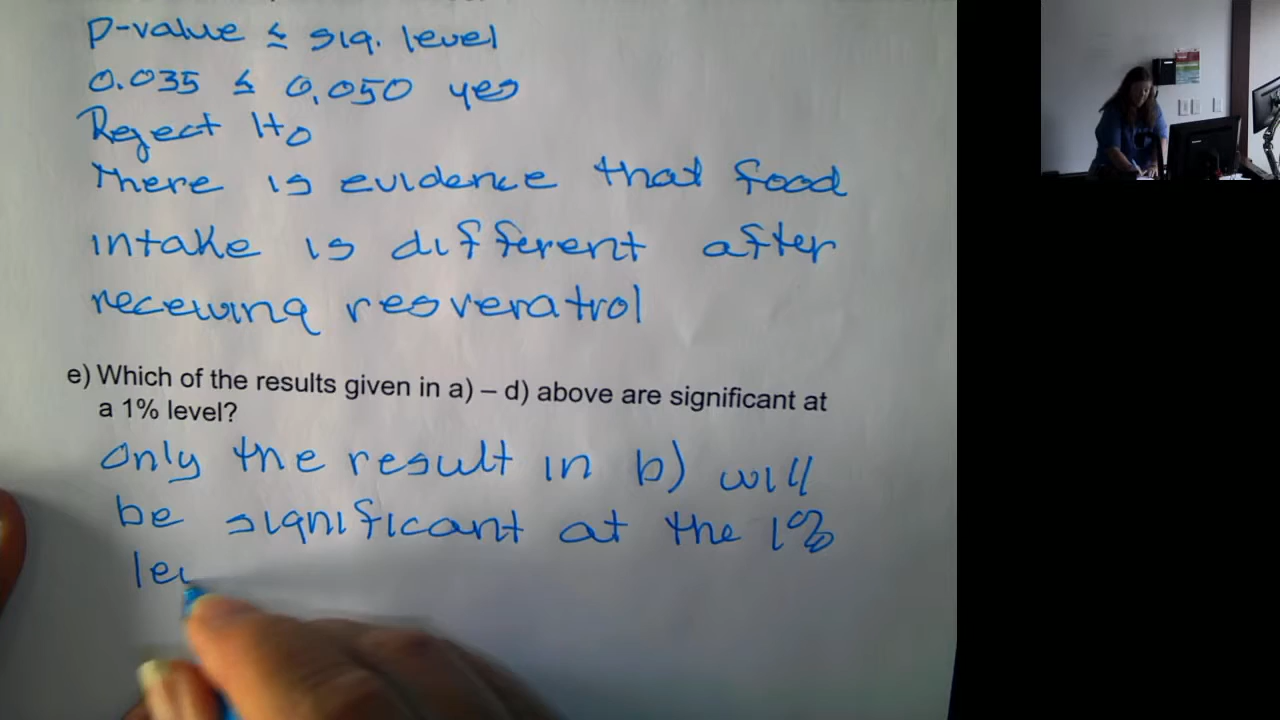 P-value ≤ sig. level
0.035 ≤ 0.050 yes
Reject H0
There is evidence that food
intake is different after
receiving resveratrol
e) Which of the results given in a) – d) above are significant at
a 1% level?
Only the result in b) will
be significant at the 1%
lev